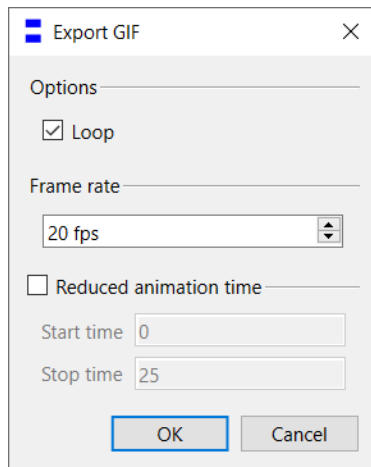 Export GIF
Options
Loop
Frame rate
20 fps
Reduced animation time
Start time 0
Stop time 25
OK Cancel